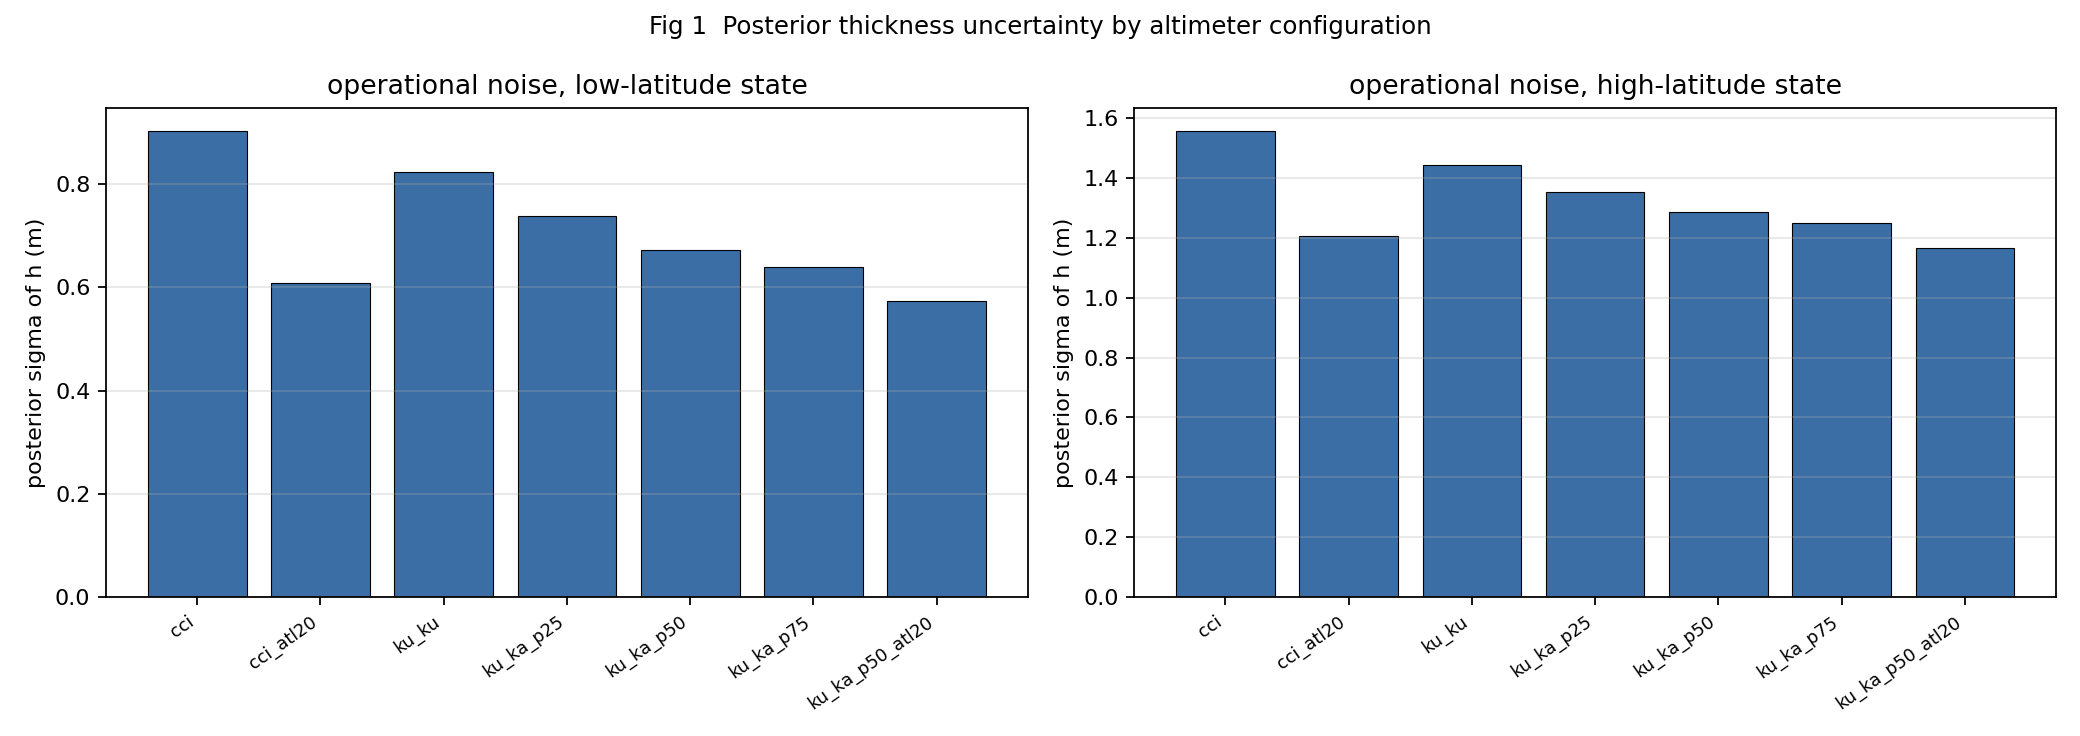 Fig 1  Posterior thickness uncertainty by altimeter configuration
operational noise, low-latitude state
posterior sigma of h (m)
0.8
0.6
0.4
0.2
0.0
cci
cci_atl20
ku_ku
ku_ka_p25
ku_ka_p50
ku_ka_p75
ku_ka_p50_atl20
operational noise, high-latitude state
posterior sigma of h (m)
1.6
1.4
1.2
1.0
0.8
0.6
0.4
0.2
0.0
cci
cci_atl20
ku_ku
ku_ka_p25
ku_ka_p50
ku_ka_p75
ku_ka_p50_atl20